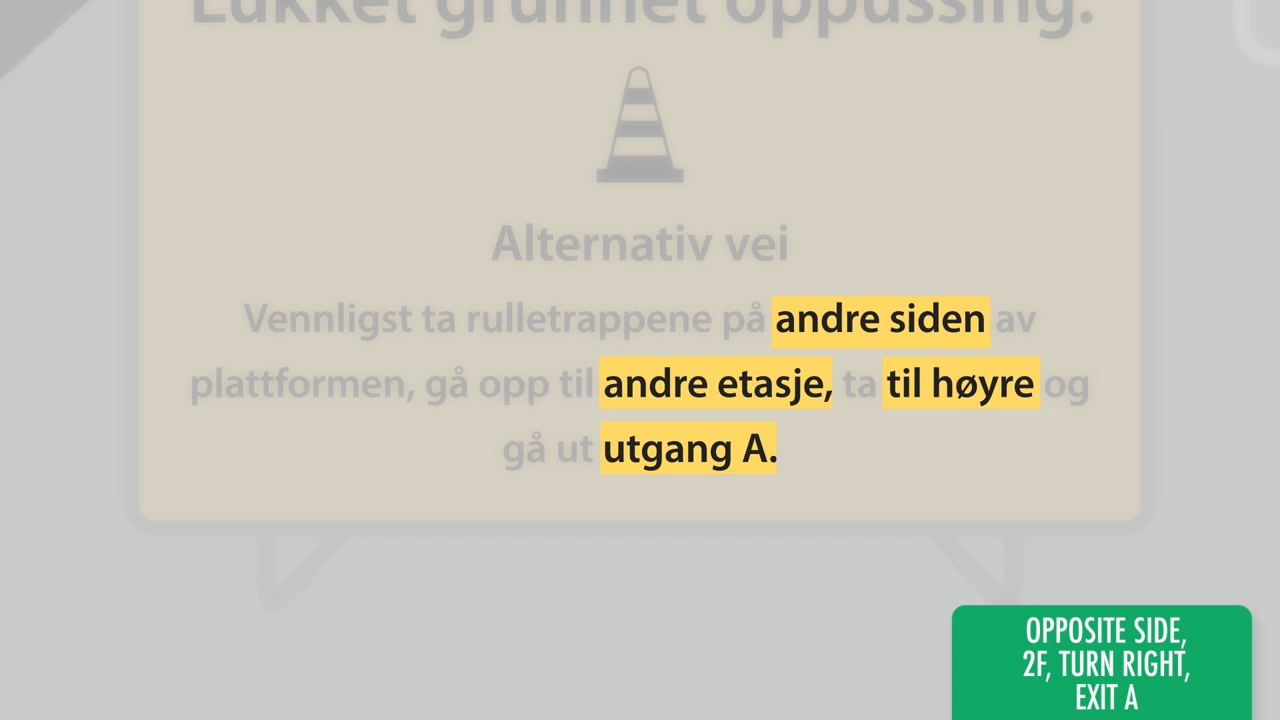 Lukket grunnet oppussing.
Alternativ vei
Vennligst ta rulletrappene på andre siden av
plattformen, gå opp til andre etasje, ta til høyre og
gå ut utgang A.
OPPOSITE SIDE,
2F, TURN RIGHT,
EXIT A